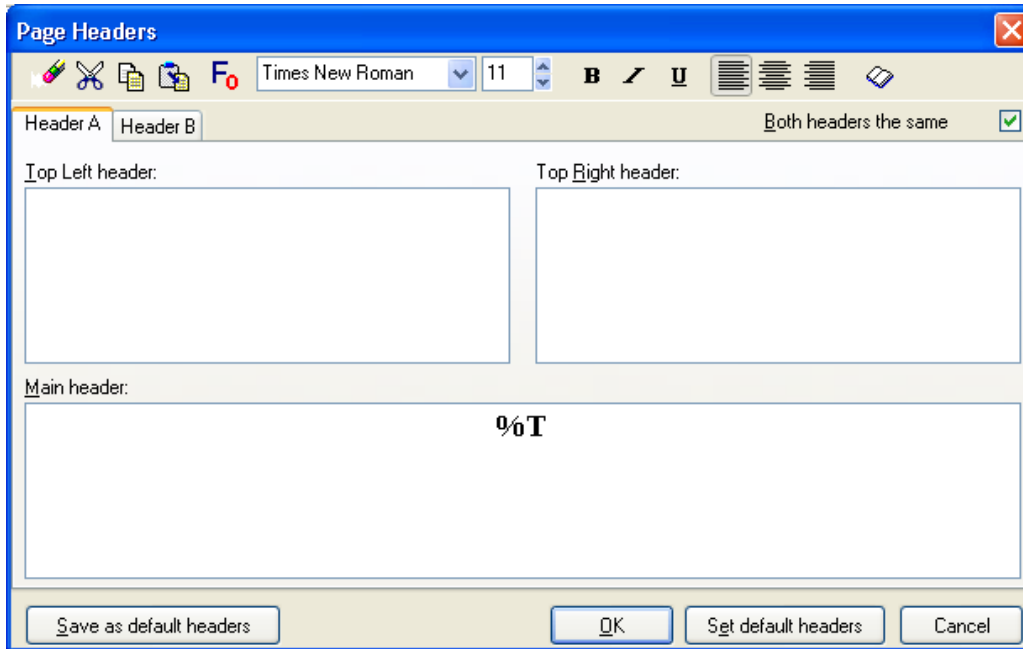 Page Headers
Fo Times New Roman 11 B I U
Header A Header B Both headers the same
Top Left header: Top Right header:
Main header:
%T
Save as default headers OK Set default headers Cancel